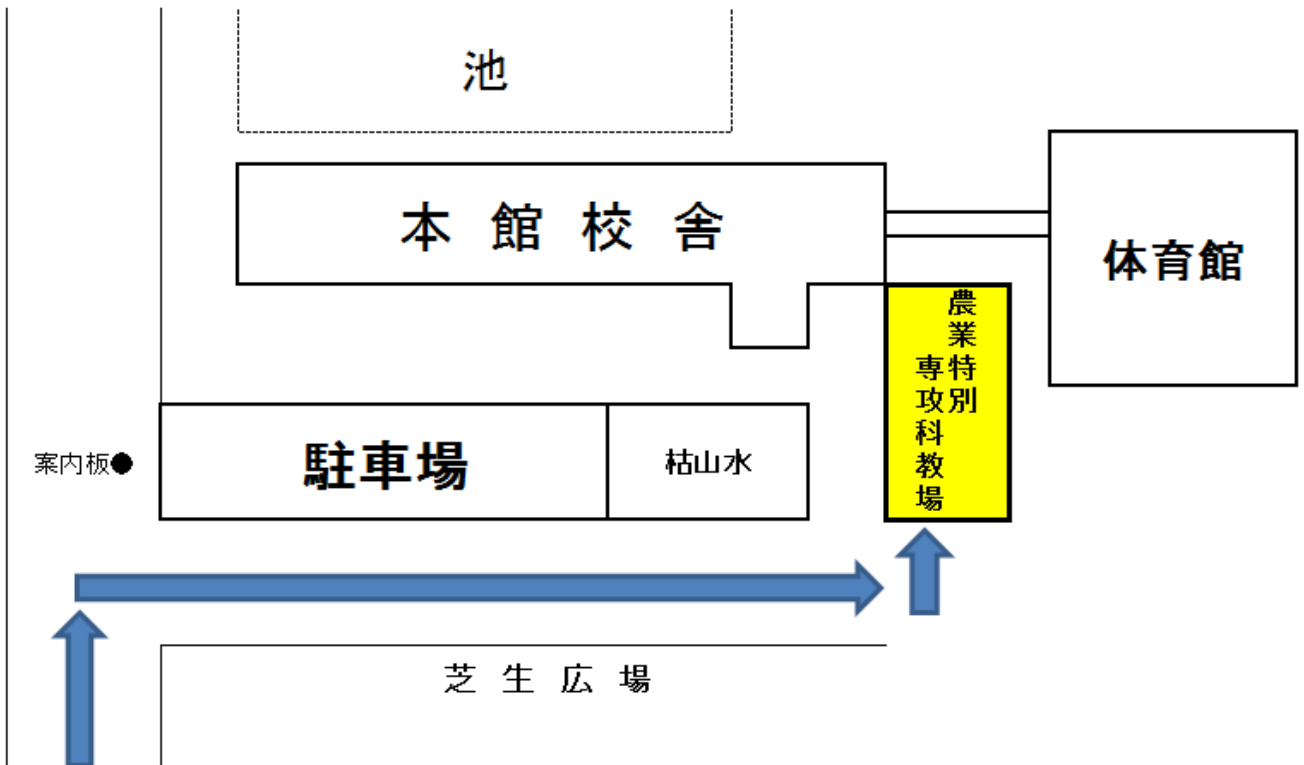 池
本館校舎
体育館
農業特別
専攻科教場
案内板●
駐車場
枯山水
芝生広場